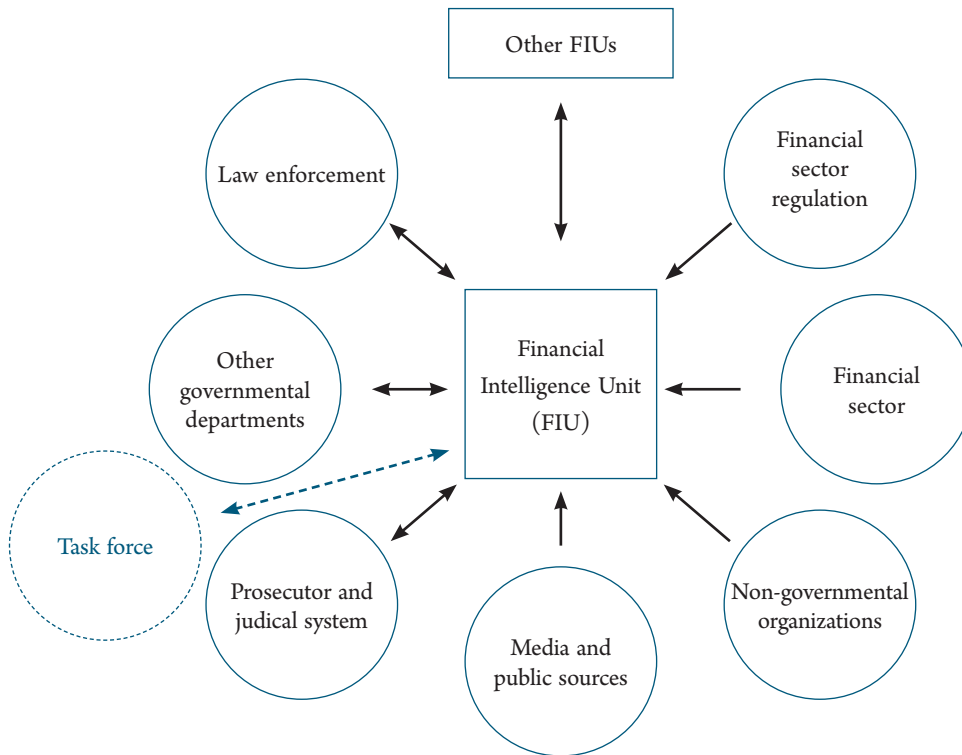 Other FIUs
Law enforcement
Financial
sector
regulation
Other
governmental
departments
Financial
Intelligence Unit
(FIU)
Financial
sector
Task force
Prosecutor and
judical system
Media and
public sources
Non-governmental
organizations